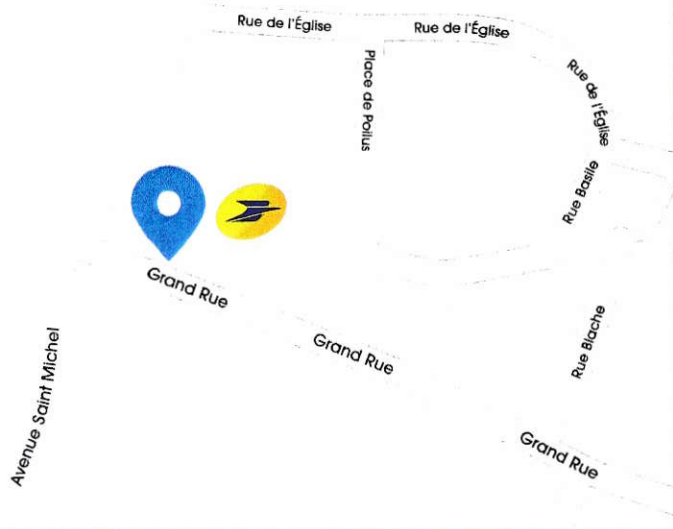 Rue de l'Église
Rue de l'Église
Place de Poilus
Rue de l'Église
Rue Basile
Grand Rue
Grand Rue
Rue Blache
Avenue Saint Michel
Grand Rue